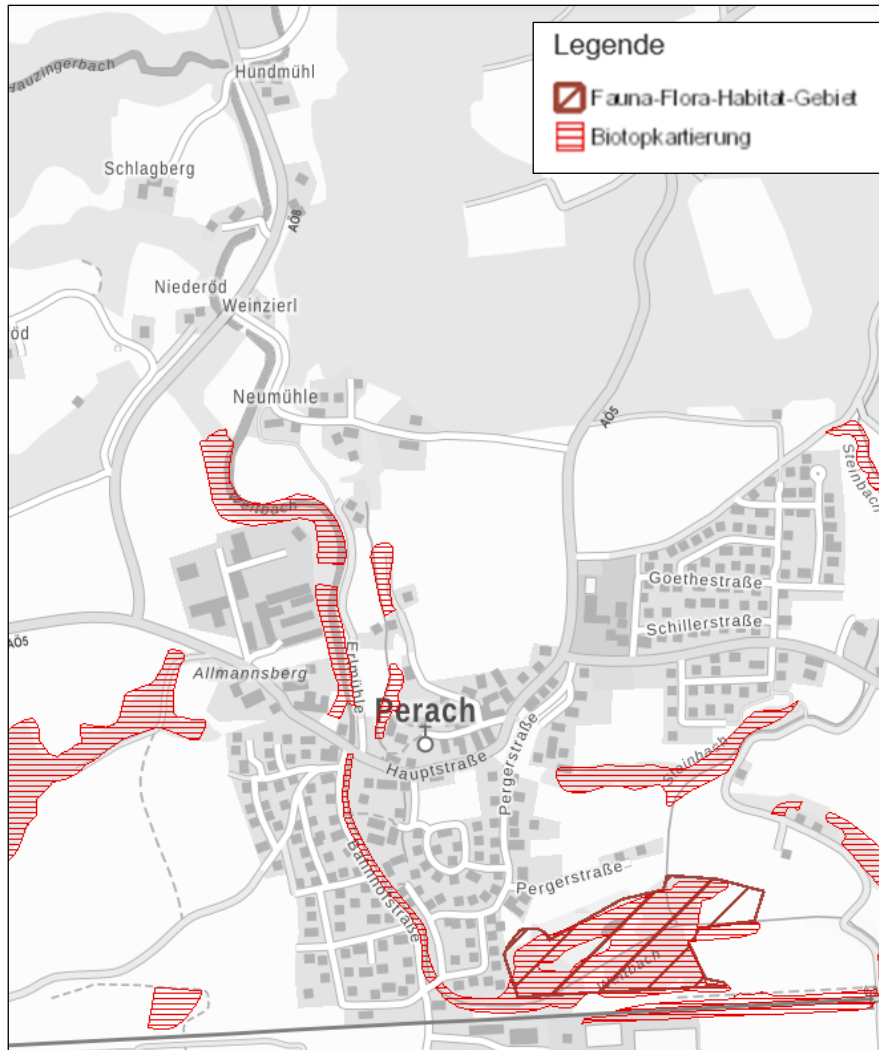 Legende
Fauna-Flora-Habitat-Gebiet
Biotopkartierung
Hundmühl
Schlagberg
AÖ8
Niederöd
Weinzierl
öd
Neumühle
AÖ5
Steinbach
Goethestraße
Schillerstraße
AÖ5
Allmannsberg
Erlmühle
Perach
Hauptstraße
Pergerstraße
Steinbach
Bahnhofstraße
Pergerstraße